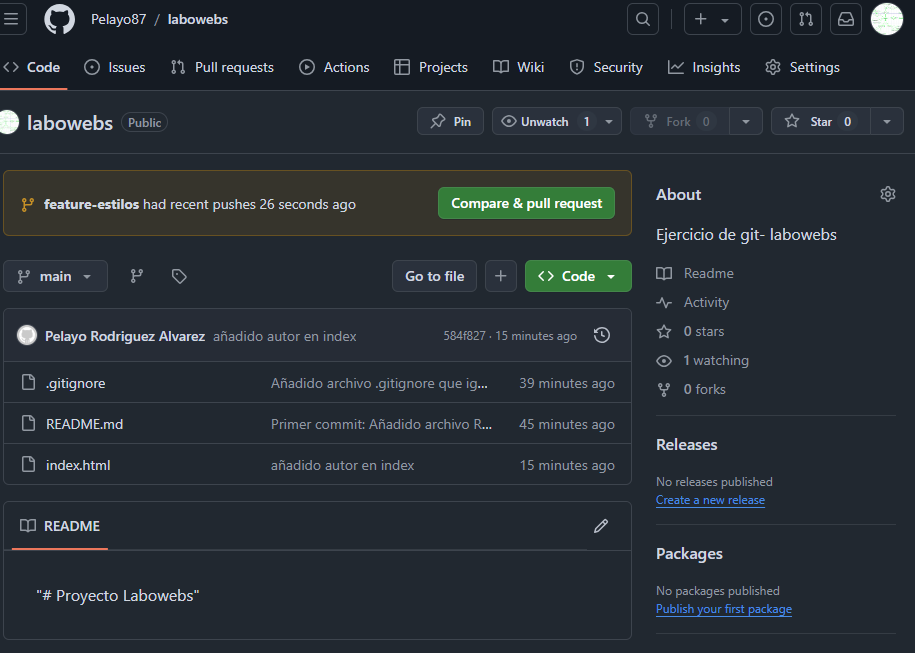 Pelayo87 / labowebs
Code Issues Pull requests Actions Projects Wiki Security Insights Settings
labowebs Public Pin Unwatch 1 Fork 0 Star 0
feature-estilos had recent pushes 26 seconds ago Compare & pull request
main Go to file Code
Pelayo Rodriguez Alvarez añadido autor en index 584f827 · 15 minutes ago
.gitignore Añadido archivo .gitignore que ig... 39 minutes ago
README.md Primer commit: Añadido archivo R... 45 minutes ago
index.html añadido autor en index 15 minutes ago
README
"# Proyecto Labowebs"
About
Ejercicio de git- labowebs
Readme
Activity
0 stars
1 watching
0 forks
Releases
No releases published
Create a new release
Packages
No packages published
Publish your first package